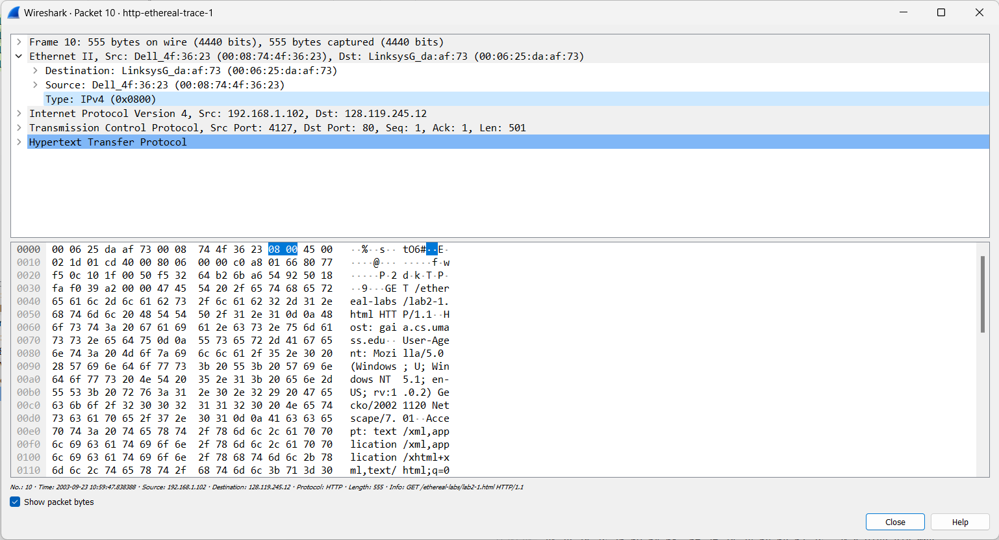 Wireshark · Packet 10 · http-ethereal-trace-1
Frame 10: 555 bytes on wire (4440 bits), 555 bytes captured (4440 bits)
Ethernet II, Src: Dell_4f:36:23 (00:08:74:4f:36:23), Dst: LinksysG_da:af:73 (00:06:25:da:af:73)
Destination: LinksysG_da:af:73 (00:06:25:da:af:73)
Source: Dell_4f:36:23 (00:08:74:4f:36:23)
Type: IPv4 (0x0800)
Internet Protocol Version 4, Src: 192.168.1.102, Dst: 128.119.245.12
Transmission Control Protocol, Src Port: 4127, Dst Port: 80, Seq: 1, Ack: 1, Len: 501
Hypertext Transfer Protocol
0000 00 06 25 da af 73 00 08 74 4f 36 23 08 00 45 00 ··%··s·· tO6#··E·
0010 02 1d 01 cd 40 00 80 06 00 00 c0 a8 01 66 80 77 ····@··· ·····f·w
0020 f5 0c 10 1f 00 50 f5 32 64 b2 6b a6 54 92 50 18 ·····P·2 d·k·T·P·
0030 fa f0 39 a2 00 00 47 45 54 20 2f 65 74 68 65 72 ··9···GE T /ether
0040 65 61 6c 2d 6c 61 62 73 2f 6c 61 62 32 2d 31 2e eal-labs /lab2-1.
0050 68 74 6d 6c 20 48 54 54 50 2f 31 2e 31 0d 0a 48 html HTT P/1.1··H
0060 6f 73 74 3a 20 67 61 69 61 2e 63 73 2e 75 6d 61 ost: gai a.cs.uma
0070 73 73 2e 65 64 75 0d 0a 55 73 65 72 2d 41 67 65 ss.edu·· User-Age
0080 6e 74 3a 20 4d 6f 7a 69 6c 6c 61 2f 35 2e 30 20 nt: Mozi lla/5.0
0090 28 57 69 6e 64 6f 77 73 3b 20 55 3b 20 57 69 6e (Windows ; U; Win
00a0 64 6f 77 73 20 4e 54 20 35 2e 31 3b 20 65 6e 2d dows NT 5.1; en-
00b0 55 53 3b 20 72 76 3a 31 2e 30 2e 32 29 20 47 65 US; rv:1 .0.2) Ge
00c0 63 6b 6f 2f 32 30 30 32 31 31 32 30 20 4e 65 74 cko/2002 1120 Net
00d0 73 63 61 70 65 2f 37 2e 30 31 0d 0a 41 63 63 65 scape/7. 01··Acce
00e0 70 74 3a 20 74 65 78 74 2f 78 6d 6c 2c 61 70 70 pt: text /xml,app
00f0 6c 69 63 61 74 69 6f 6e 2f 78 6d 6c 2c 61 70 70 lication /xml,app
0100 6c 69 63 61 74 69 6f 6e 2f 78 68 74 6d 6c 2b 78 lication /xhtml+x
0110 6d 6c 2c 74 65 78 74 2f 68 74 6d 6c 3b 71 3d 30 ml,text/ html;q=0
No.: 10 · Time: 2003-09-23 10:59:47.838388 · Source: 192.168.1.102 · Destination: 128.119.245.12 · Protocol: HTTP · Length: 555 · Info: GET /ethereal-labs/lab2-1.html HTTP/1.1
Show packet bytes
Close
Help